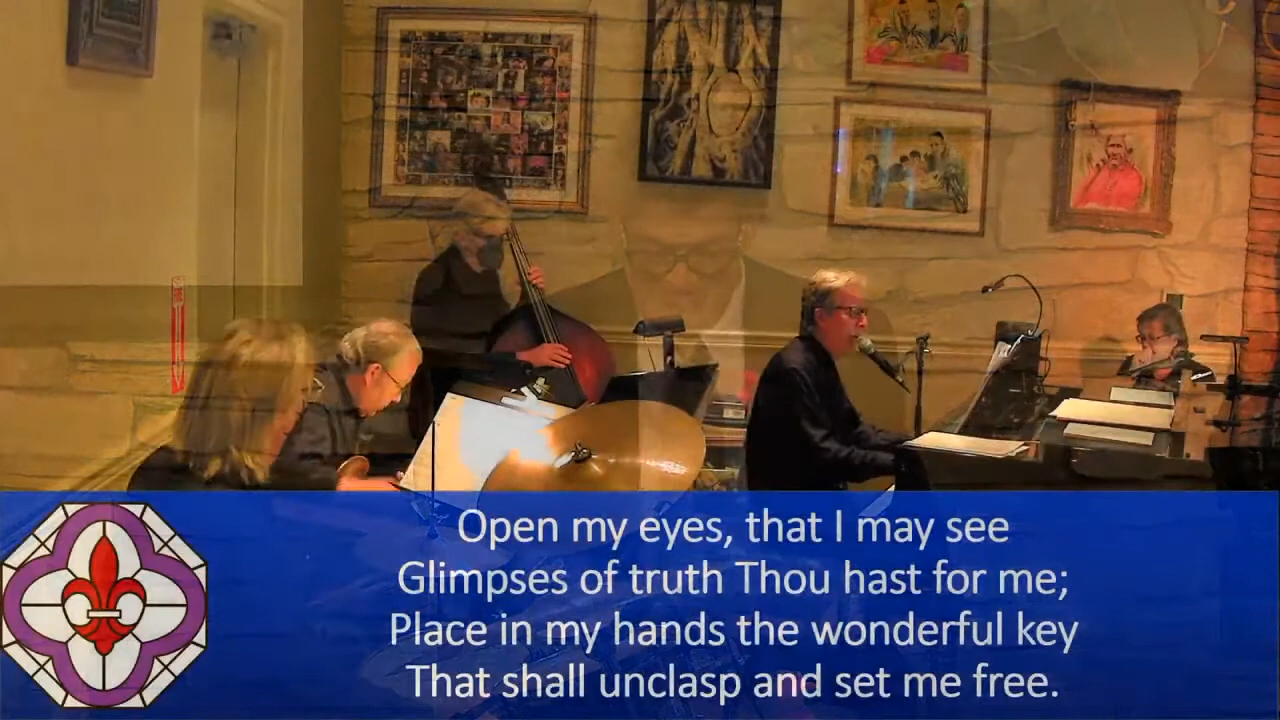 Open my eyes, that I may see
Glimpses of truth Thou hast for me;
Place in my hands the wonderful key
That shall unclasp and set me free.